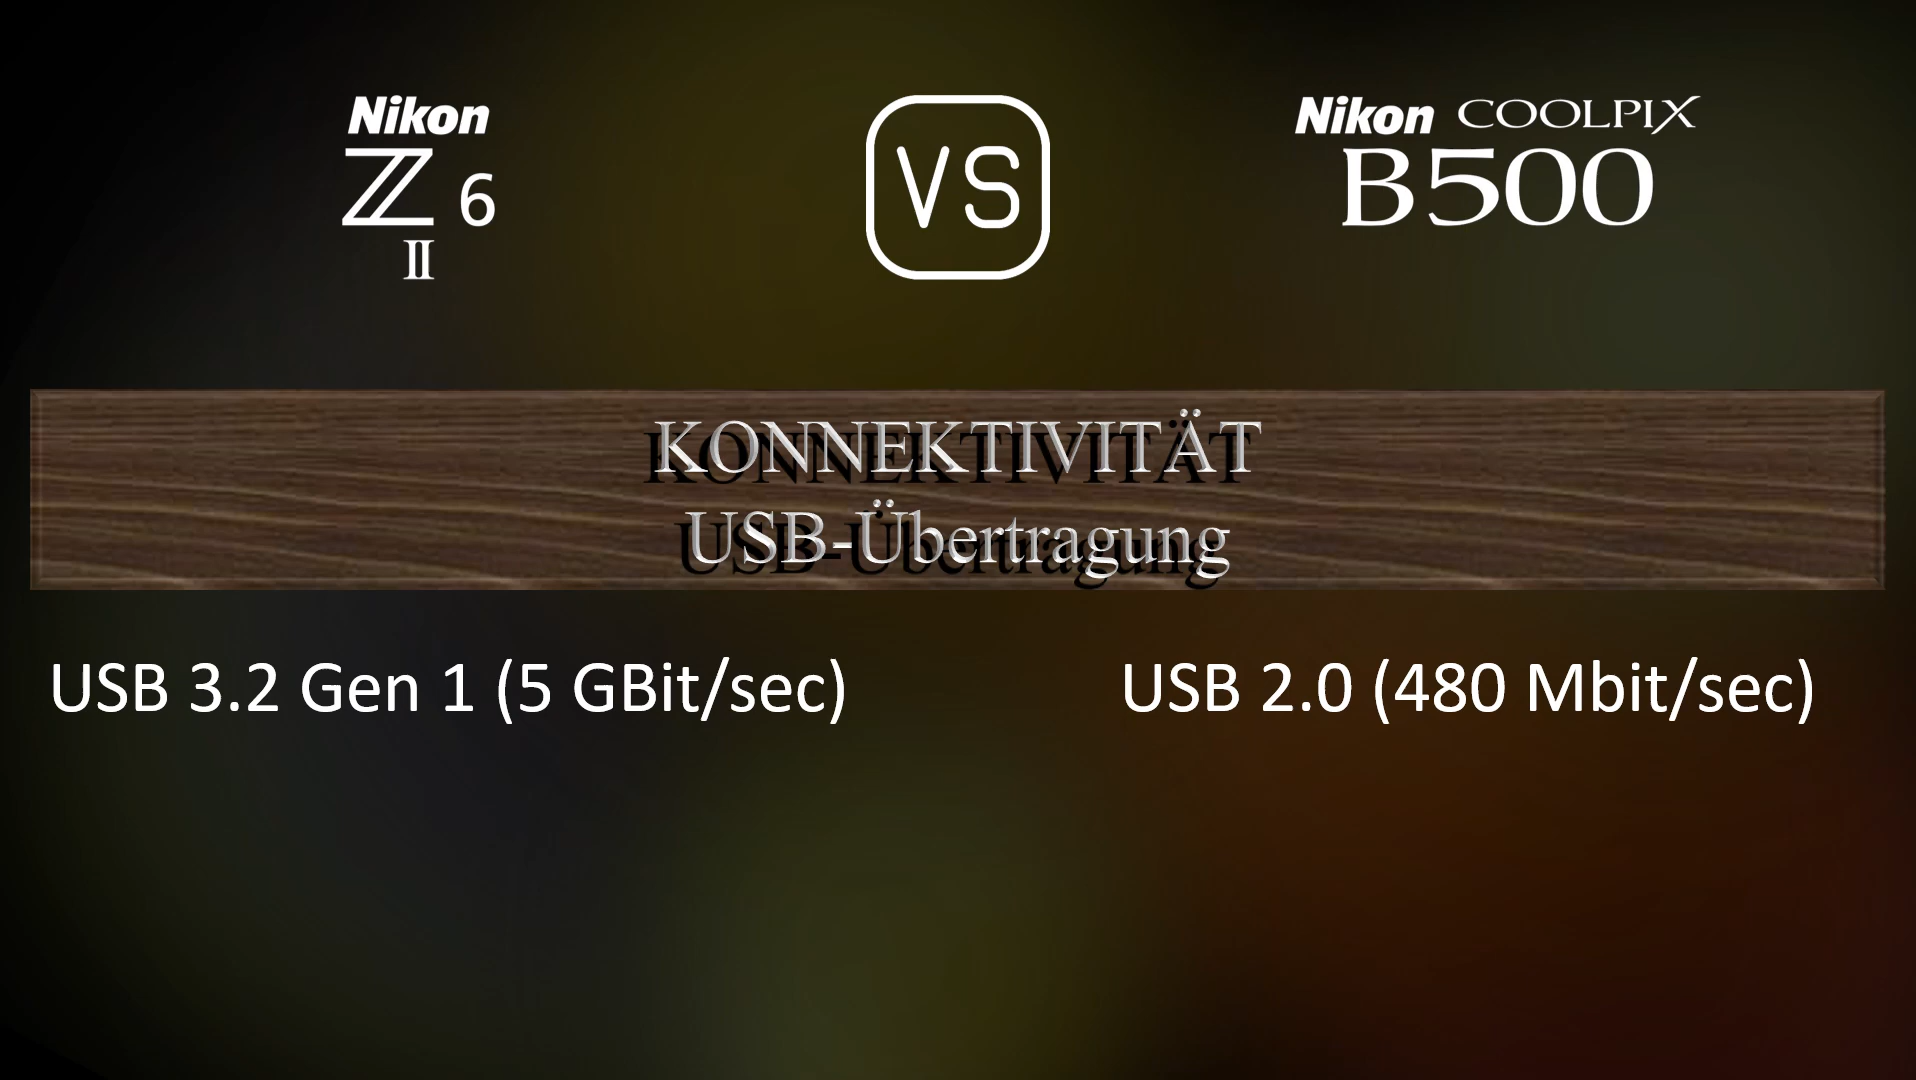 Nikon
Z 6
II
VS
Nikon COOLPIX
B500
KONNEKTIVITÄT
USB-Übertragung
USB 3.2 Gen 1 (5 GBit/sec)
USB 2.0 (480 Mbit/sec)